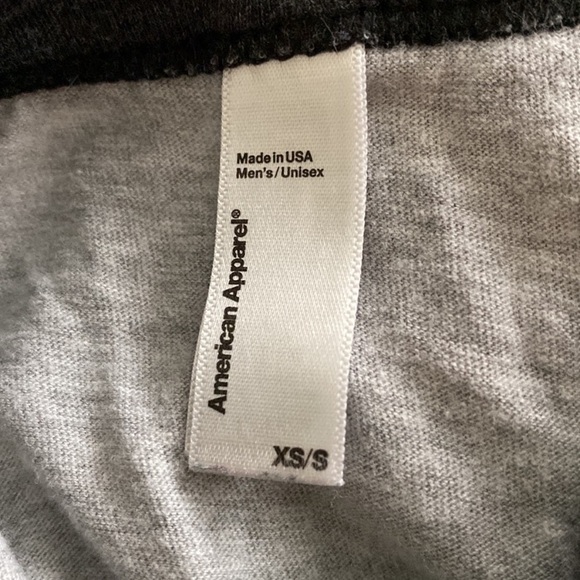 Made in USA
Men's/Unisex
American Apparel®
XS/S